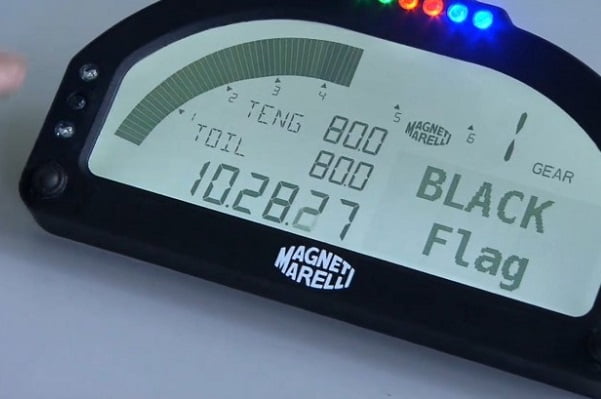 1 2 3 4 5 6
TENG 80.0
TOIL 80.0
10.28.27
MAGNETI
MARELLI
1
GEAR
BLACK
Flag
MAGNETI
MARELLI